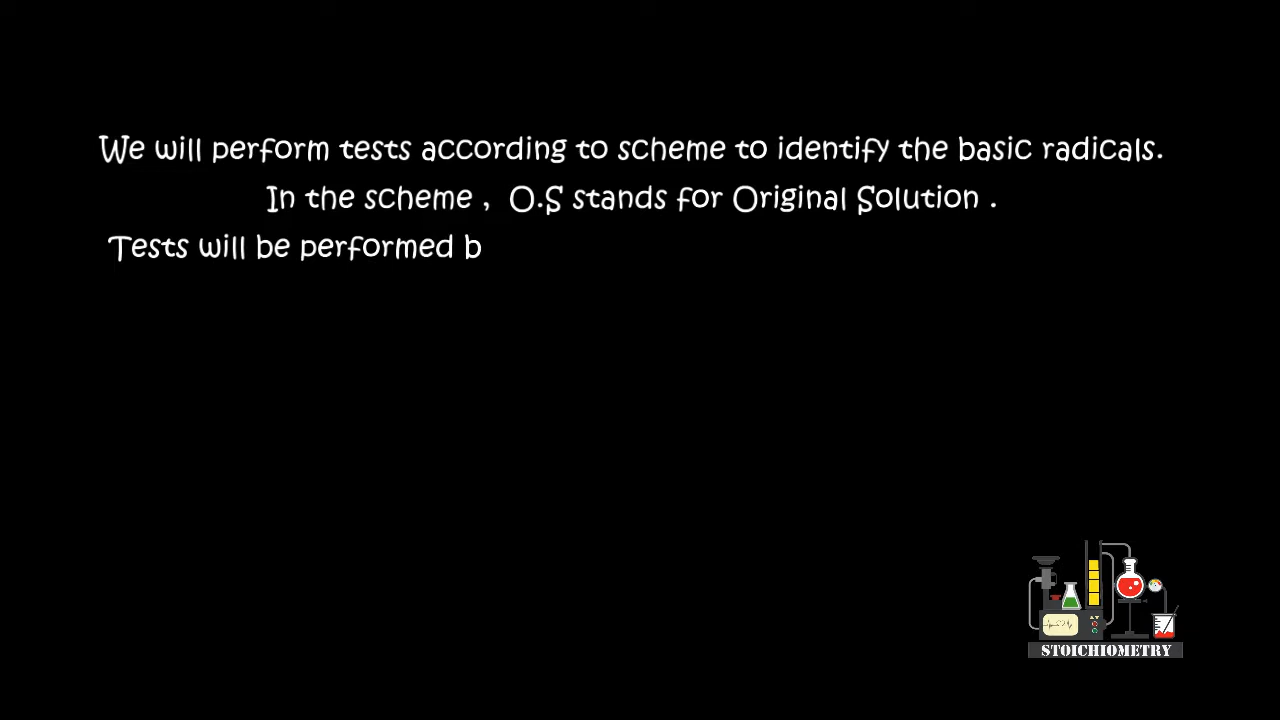 We will perform tests according to scheme to identify the basic radicals.
In the scheme , O.S stands for Original Solution .
Tests will be performed b
STOICHIOMETRY